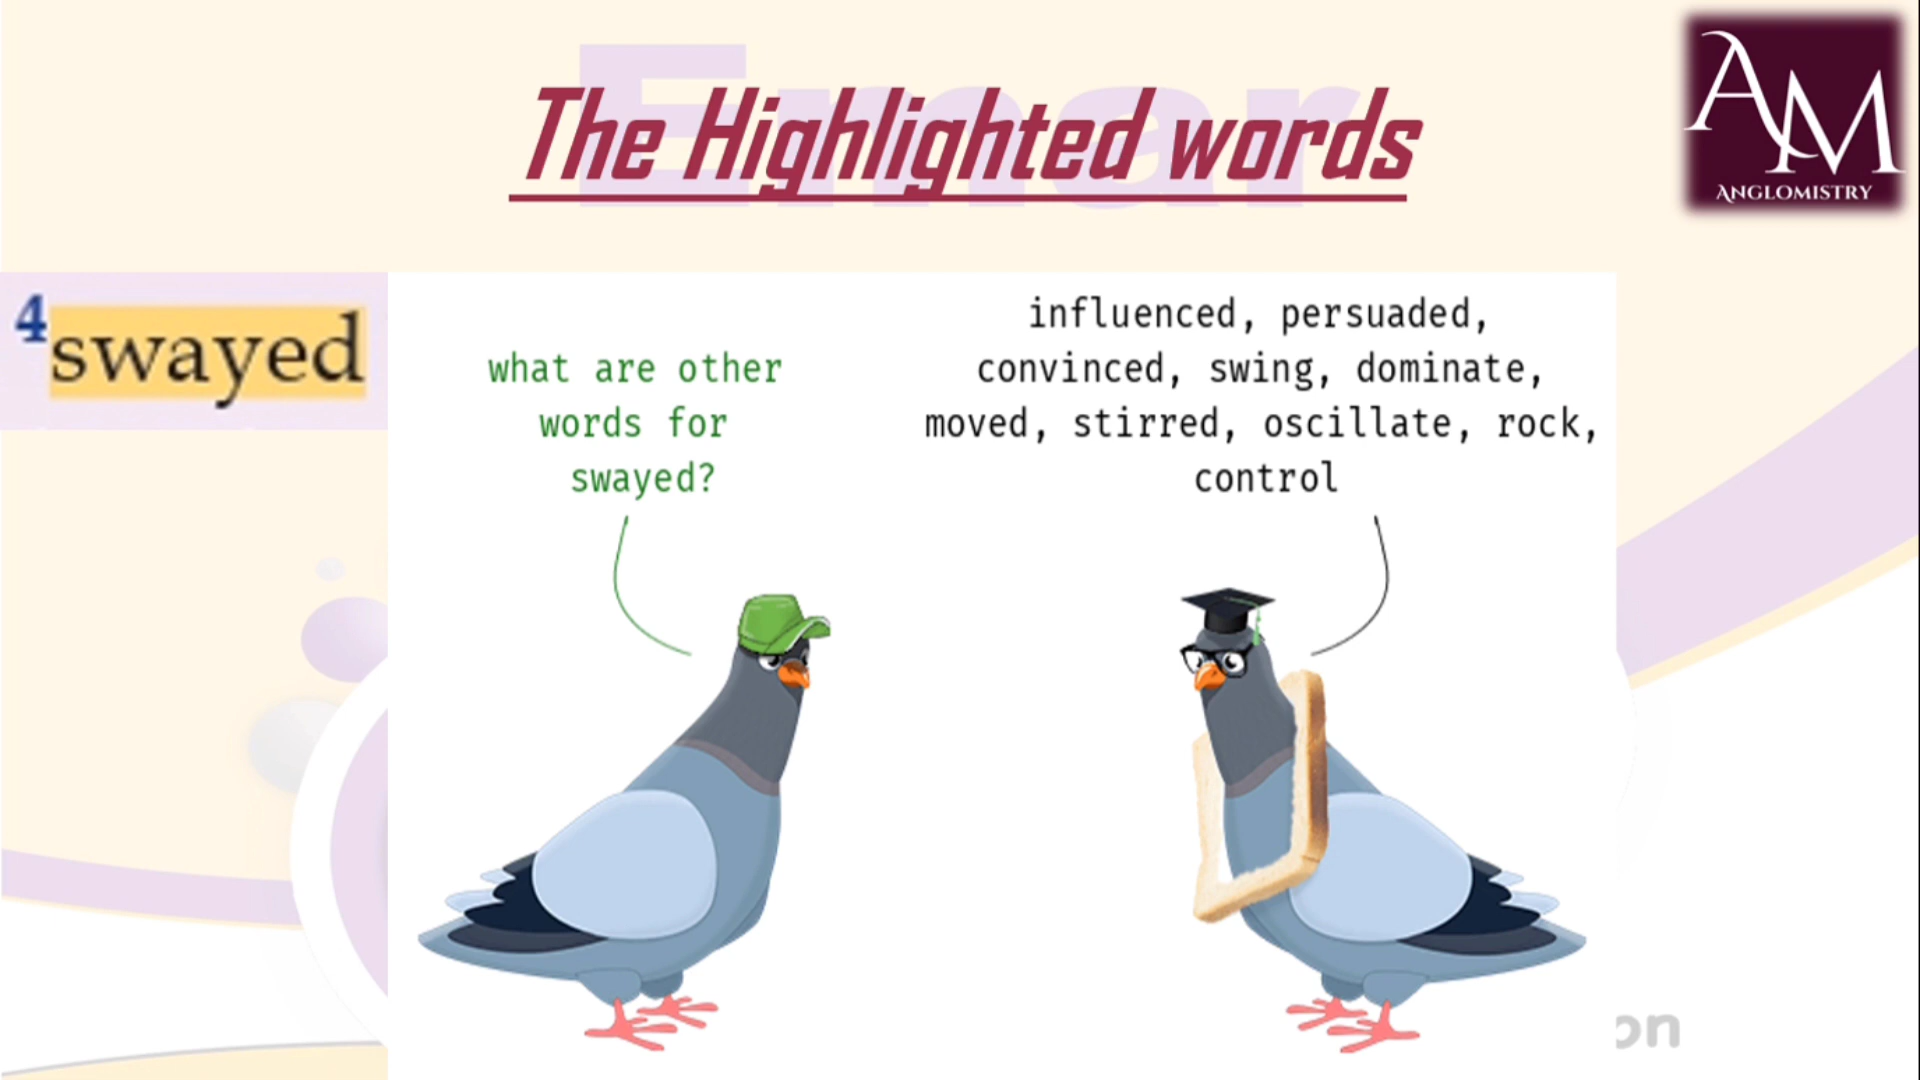 The Highlighted words
AM
ANGLOMISTRY
4 swayed
what are other
words for
swayed?
influenced, persuaded,
convinced, swing, dominate,
moved, stirred, oscillate, rock,
control
on